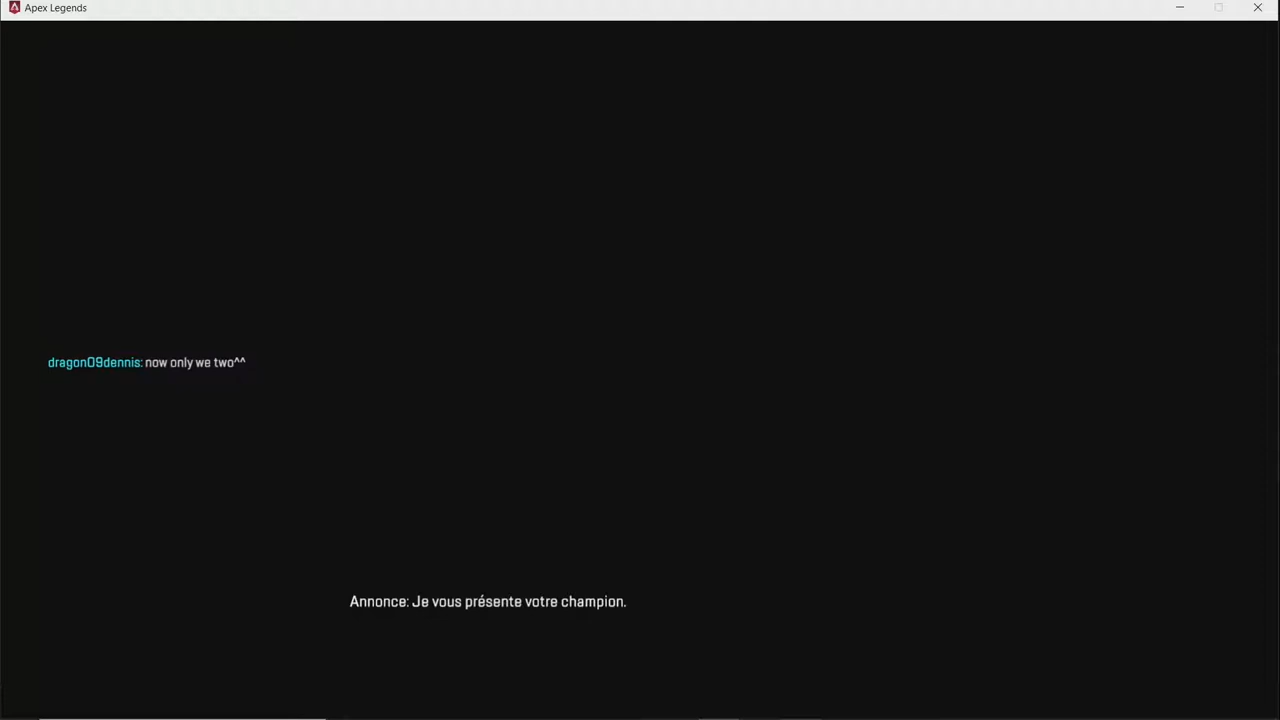 Apex Legends
dragon09dennis: now only we two^^
Annonce: Je vous présente votre champion.